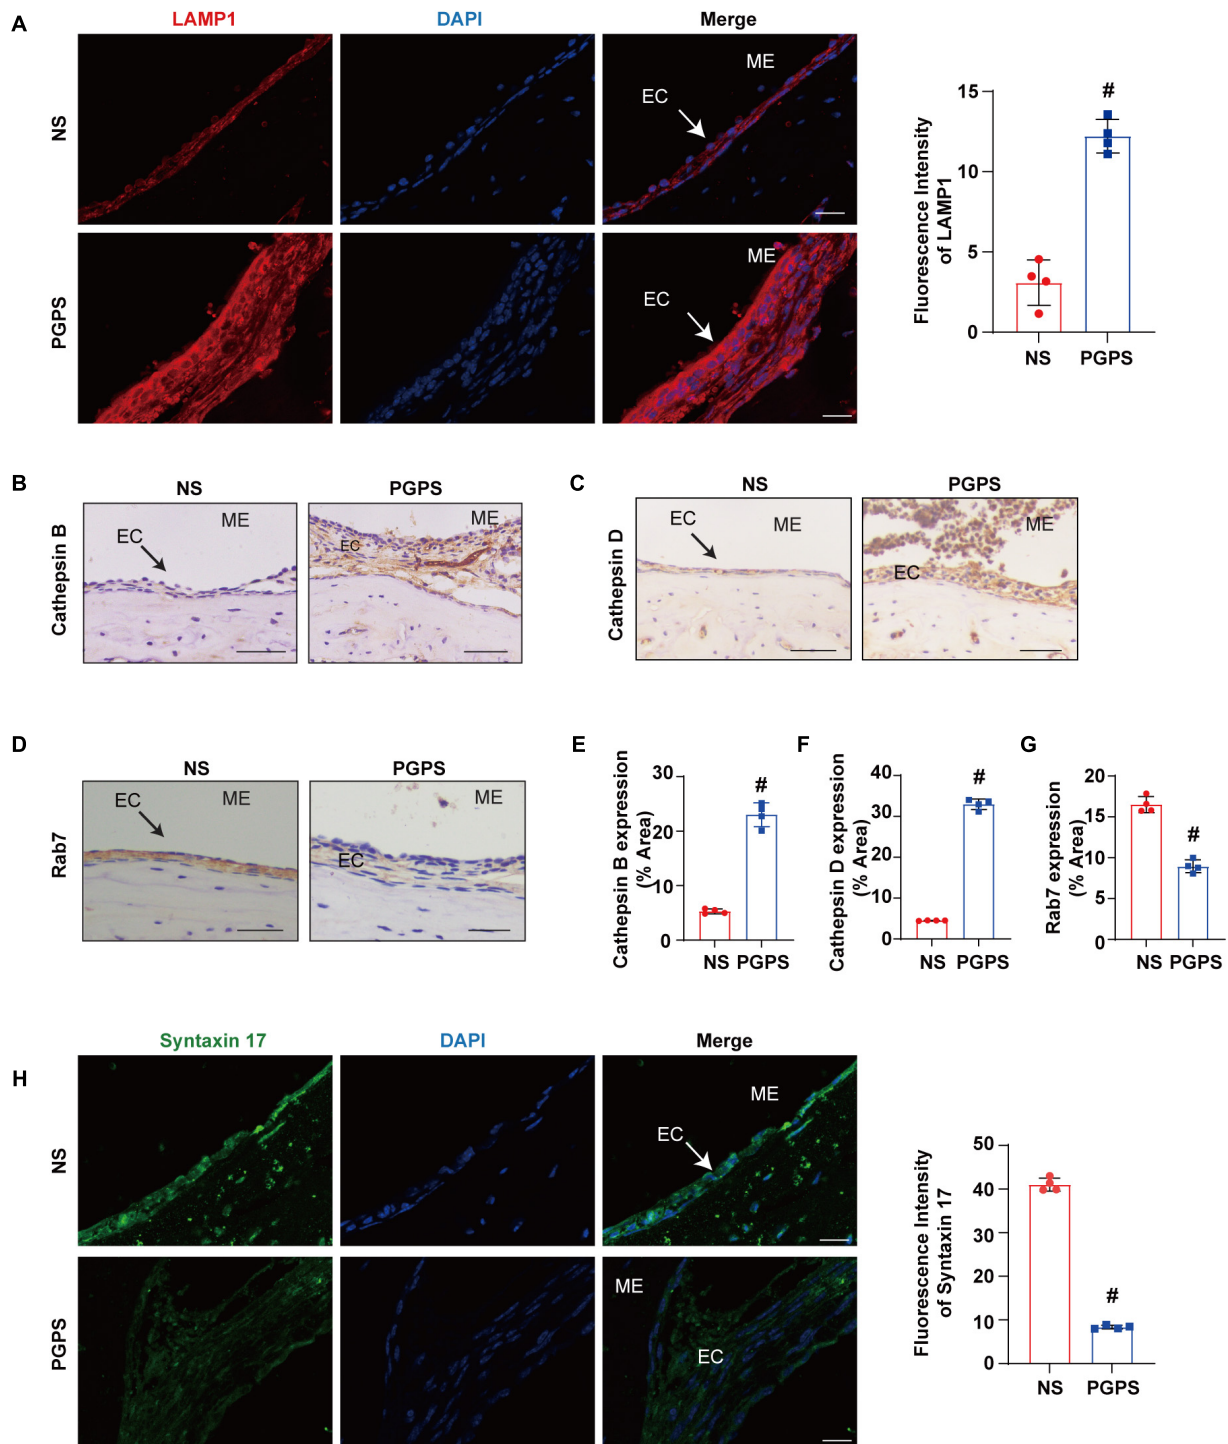 A
LAMP1
DAPI
Merge
NS
EC
ME
PGPS
EC
ME
Fluorescence Intensity
of LAMP1
15
10
5
0
#
NS
PGPS
B
NS
PGPS
Cathepsin B
EC
ME
EC
ME
C
NS
PGPS
Cathepsin D
EC
ME
EC
ME
D
NS
PGPS
Rab7
EC
ME
EC
ME
E
Cathepsin B expression
(% Area)
30
20
10
0
#
NS
PGPS
F
Cathepsin D expression
(% Area)
40
30
20
10
0
#
NS
PGPS
G
Rab7 expression
(% Area)
20
15
10
5
0
#
NS
PGPS
H
Syntaxin 17
DAPI
Merge
NS
EC
ME
PGPS
ME
EC
Fluorescence Intensity
of Syntaxin 17
50
40
30
20
10
0
#
NS
PGPS